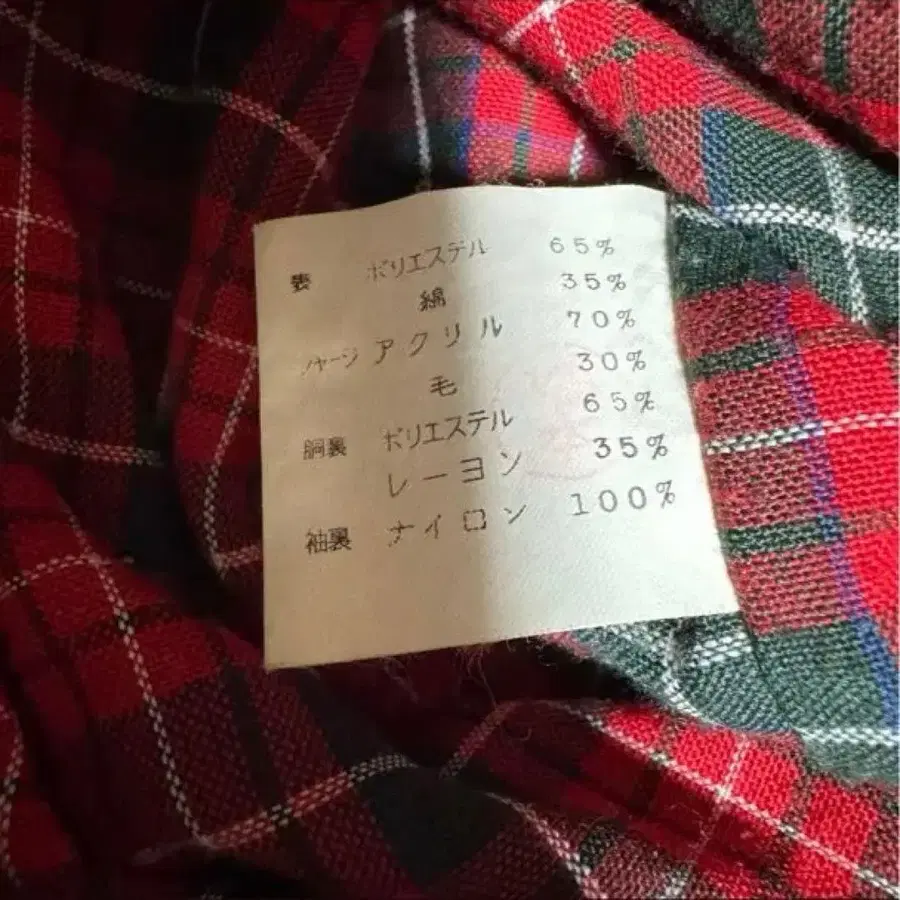 表 ポリエステル 65%
綿 35%
ジャージ アクリル 70%
毛 30%
胴裏 ポリエステル 65%
レーヨン 35%
袖裏 ナイロン 100%